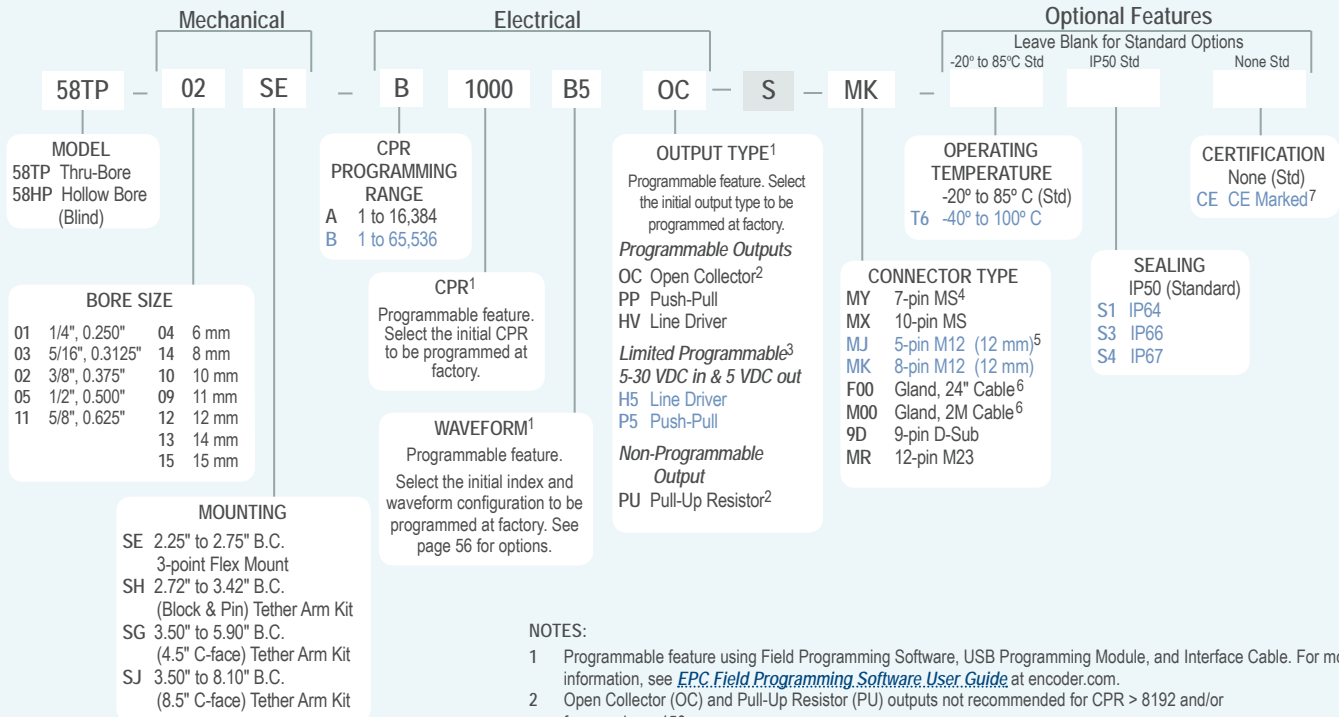 Mechanical
Electrical
Optional Features
Leave Blank for Standard Options
-20º to 85ºC Std IP50 Std None Std
58TP – 02 SE – B 1000 B5 OC – S – MK –
MODEL
58TP Thru-Bore
58HP Hollow Bore
(Blind)
BORE SIZE
01 1/4", 0.250" 04 6 mm
03 5/16", 0.3125" 14 8 mm
02 3/8", 0.375" 10 10 mm
05 1/2", 0.500" 09 11 mm
11 5/8", 0.625" 12 12 mm
13 14 mm
15 15 mm
MOUNTING
SE 2.25" to 2.75" B.C.
3-point Flex Mount
SH 2.72" to 3.42" B.C.
(Block & Pin) Tether Arm Kit
SG 3.50" to 5.90" B.C.
(4.5" C-face) Tether Arm Kit
SJ 3.50" to 8.10" B.C.
(8.5" C-face) Tether Arm Kit
CPR
PROGRAMMING
RANGE
A 1 to 16,384
B 1 to 65,536
CPR1
Programmable feature.
Select the initial CPR
to be programmed at
factory.
WAVEFORM1
Programmable feature.
Select the initial index and
waveform configuration to be
programmed at factory. See
page 56 for options.
OUTPUT TYPE1
Programmable feature. Select
the initial output type to be
programmed at factory.
Programmable Outputs
OC Open Collector2
PP Push-Pull
HV Line Driver
Limited Programmable3
5-30 VDC in & 5 VDC out
H5 Line Driver
P5 Push-Pull
Non-Programmable
Output
PU Pull-Up Resistor2
CONNECTOR TYPE
MY 7-pin MS4
MX 10-pin MS
MJ 5-pin M12 (12 mm)5
MK 8-pin M12 (12 mm)
F00 Gland, 24" Cable6
M00 Gland, 2M Cable6
9D 9-pin D-Sub
MR 12-pin M23
OPERATING
TEMPERATURE
-20º to 85º C (Std)
T6 -40º to 100º C
SEALING
IP50 (Standard)
S1 IP64
S3 IP66
S4 IP67
CERTIFICATION
None (Std)
CE CE Marked7
NOTES:
1 Programmable feature using Field Programming Software, USB Programming Module, and Interface Cable. For
information, see EPC Field Programming Software User Guide at encoder.com.
2 Open Collector (OC) and Pull-Up Resistor (PU) outputs not recommended for CPR > 8192 and/or